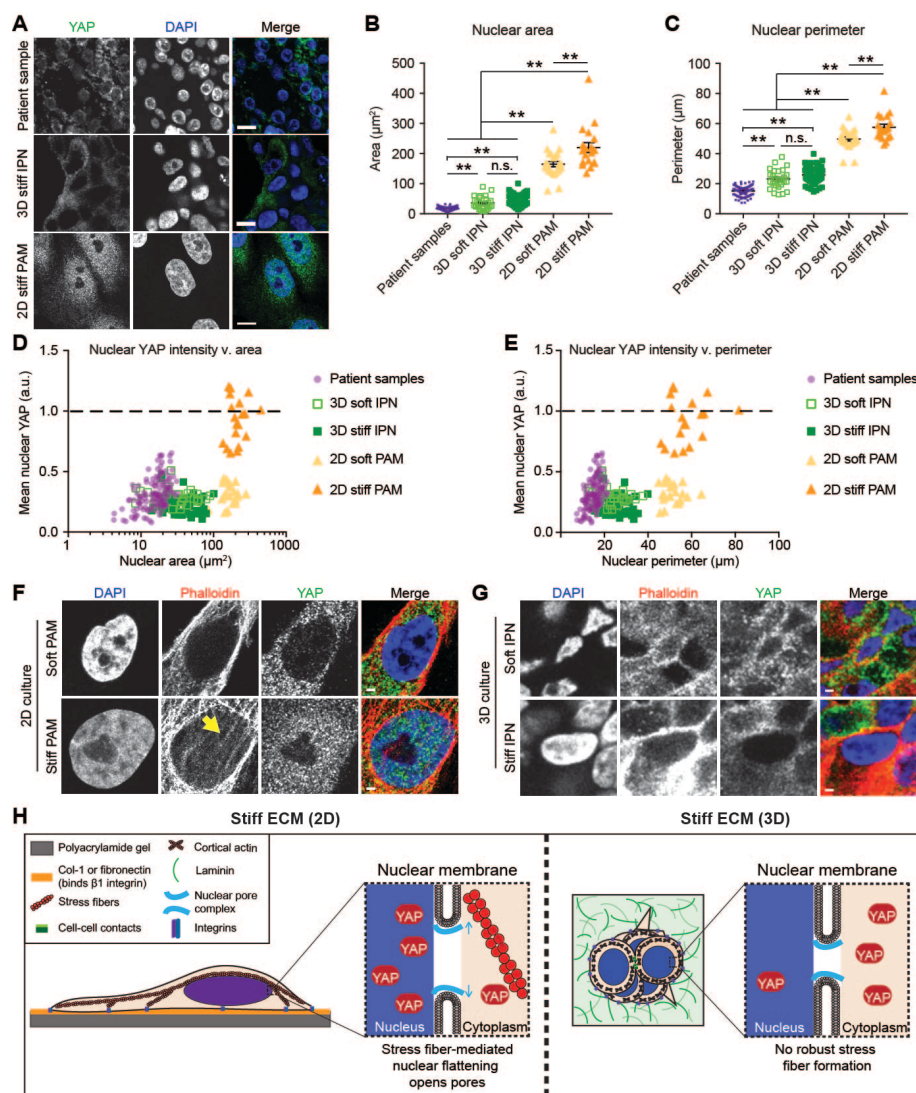 A
YAP
DAPI
Merge
Patient sample
3D stiff IPN
2D stiff PAM
B
Nuclear area
**
**
**
**
**
n.s.
Area (µm²)
500
400
300
200
100
0
Patient samples
3D soft IPN
3D stiff IPN
2D soft PAM
2D stiff PAM
C
Nuclear perimeter
**
**
**
**
**
n.s.
Perimeter (µm)
100
80
60
40
20
0
Patient samples
3D soft IPN
3D stiff IPN
2D soft PAM
2D stiff PAM
D
Nuclear YAP intensity v. area
Mean nuclear YAP (a.u.)
1.5
1.0
0.5
0.0
1
10
100
1000
Nuclear area (µm²)
Patient samples
3D soft IPN
3D stiff IPN
2D soft PAM
2D stiff PAM
E
Nuclear YAP intensity v. perimeter
Mean nuclear YAP (a.u.)
1.5
1.0
0.5
0.0
20
40
60
80
100
Nuclear perimeter (µm)
Patient samples
3D soft IPN
3D stiff IPN
2D soft PAM
2D stiff PAM
F
DAPI
Phalloidin
YAP
Merge
2D culture
Soft PAM
Stiff PAM
G
DAPI
Phalloidin
YAP
Merge
3D culture
Soft IPN
Stiff IPN
H
Stiff ECM (2D)
Polyacrylamide gel
Col-1 or fibronectin
(binds β1 integrin)
Stress fibers
Cell-cell contacts
Cortical actin
Laminin
Nuclear pore
complex
Integrins
Nuclear membrane
YAP
YAP
YAP
YAP
YAP
Nucleus
Cytoplasm
Stress fiber-mediated
nuclear flattening
opens pores
Stiff ECM (3D)
Nuclear membrane
YAP
YAP
YAP
YAP
Nucleus
Cytoplasm
No robust stress
fiber formation